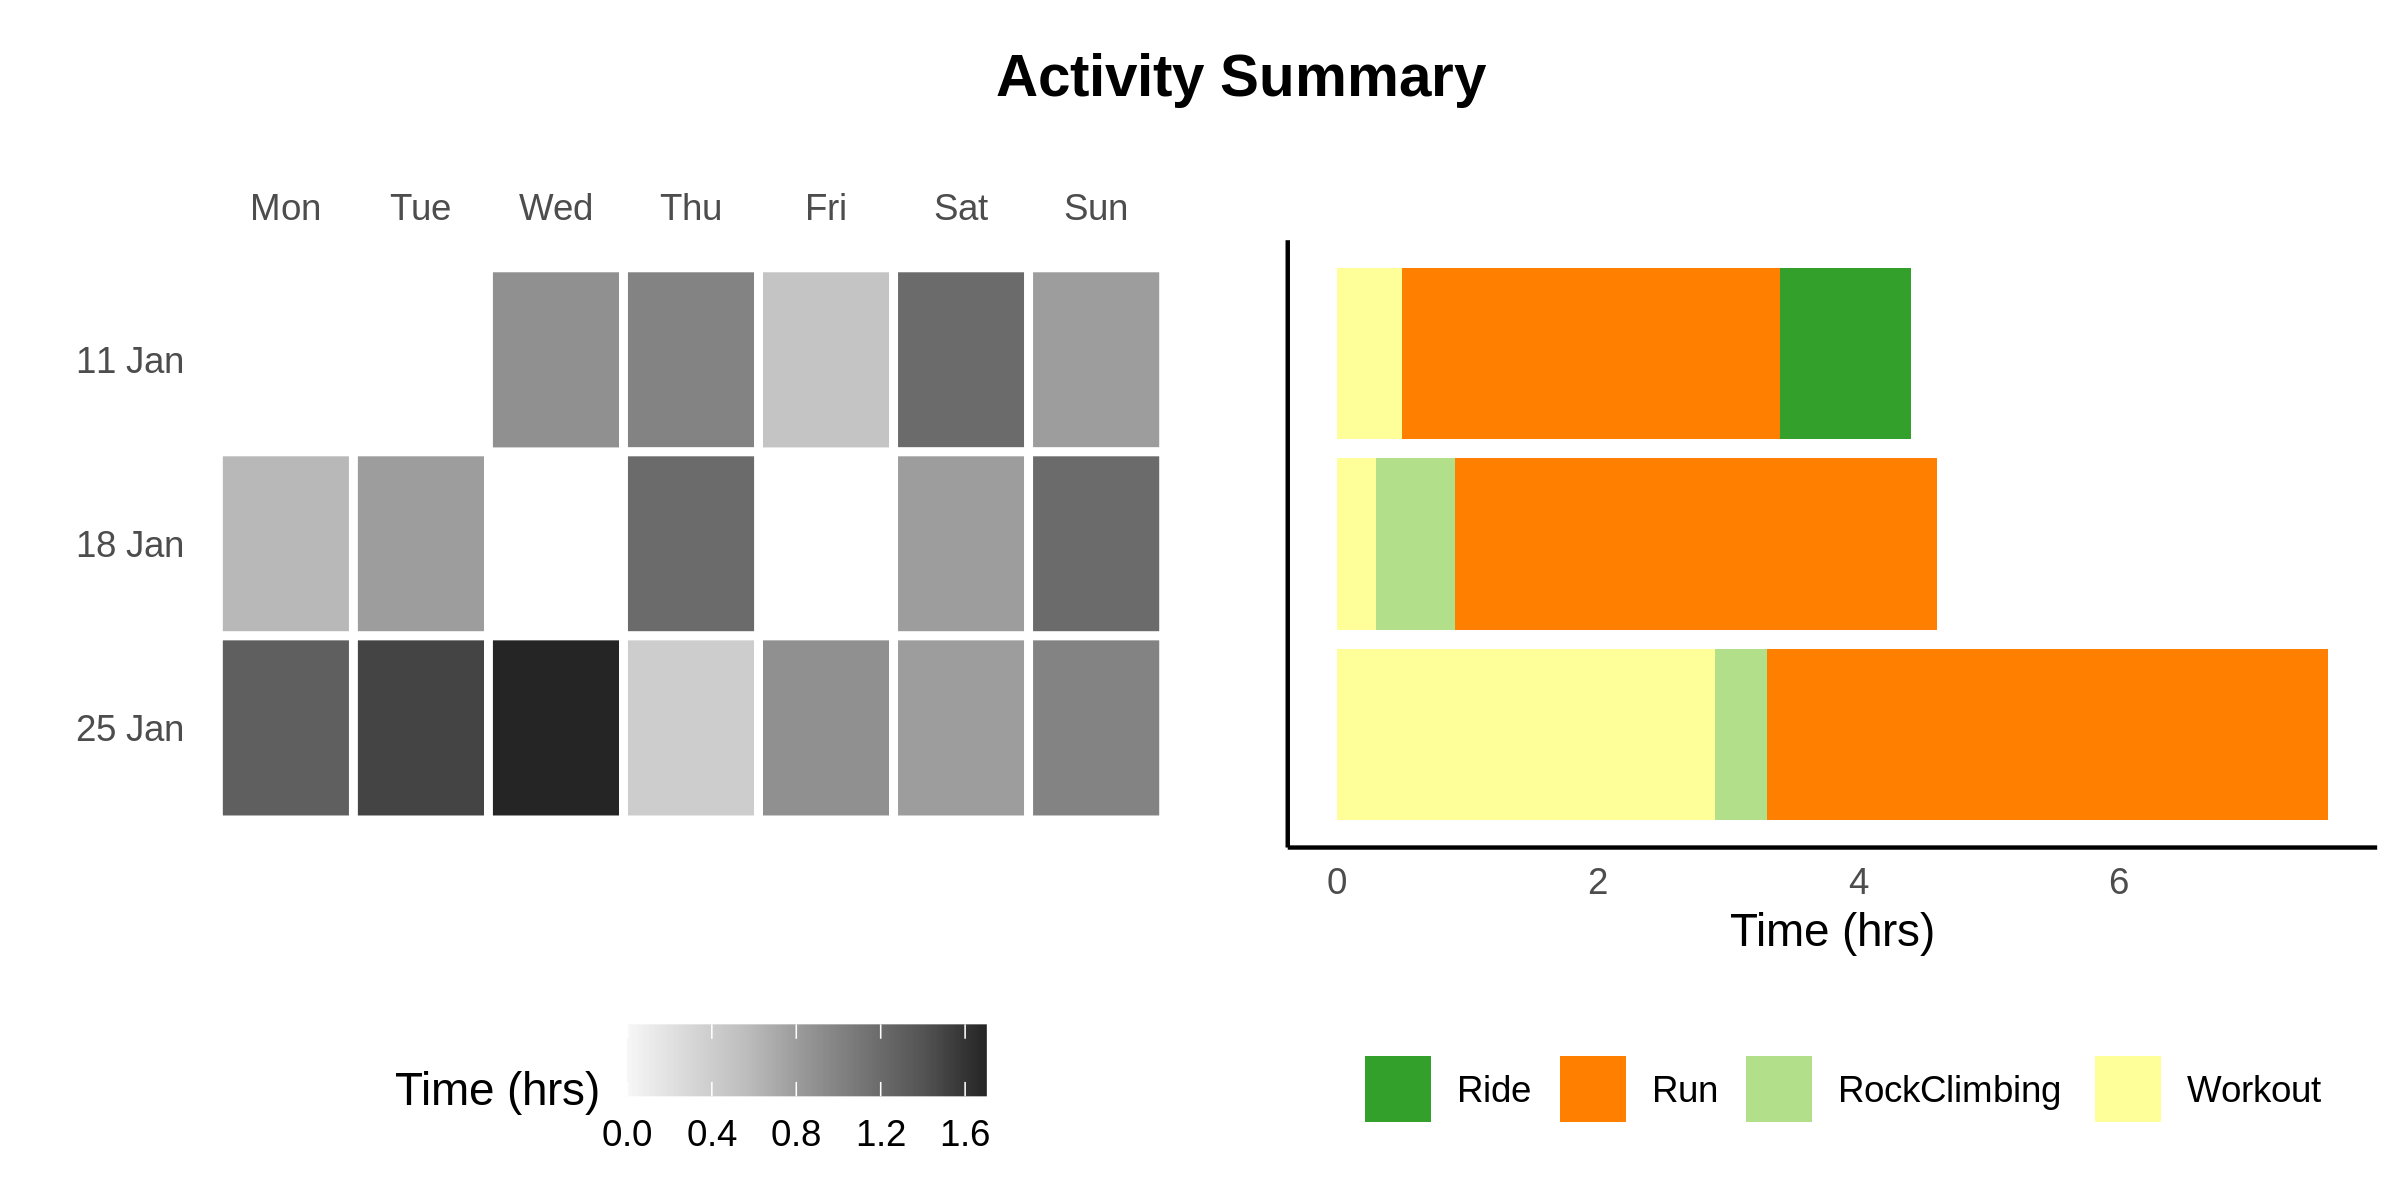 Activity Summary
Mon Tue Wed Thu Fri Sat Sun
11 Jan
18 Jan
25 Jan
0 2 4 6
Time (hrs)
Time (hrs)
0.0 0.4 0.8 1.2 1.6
Ride Run RockClimbing Workout